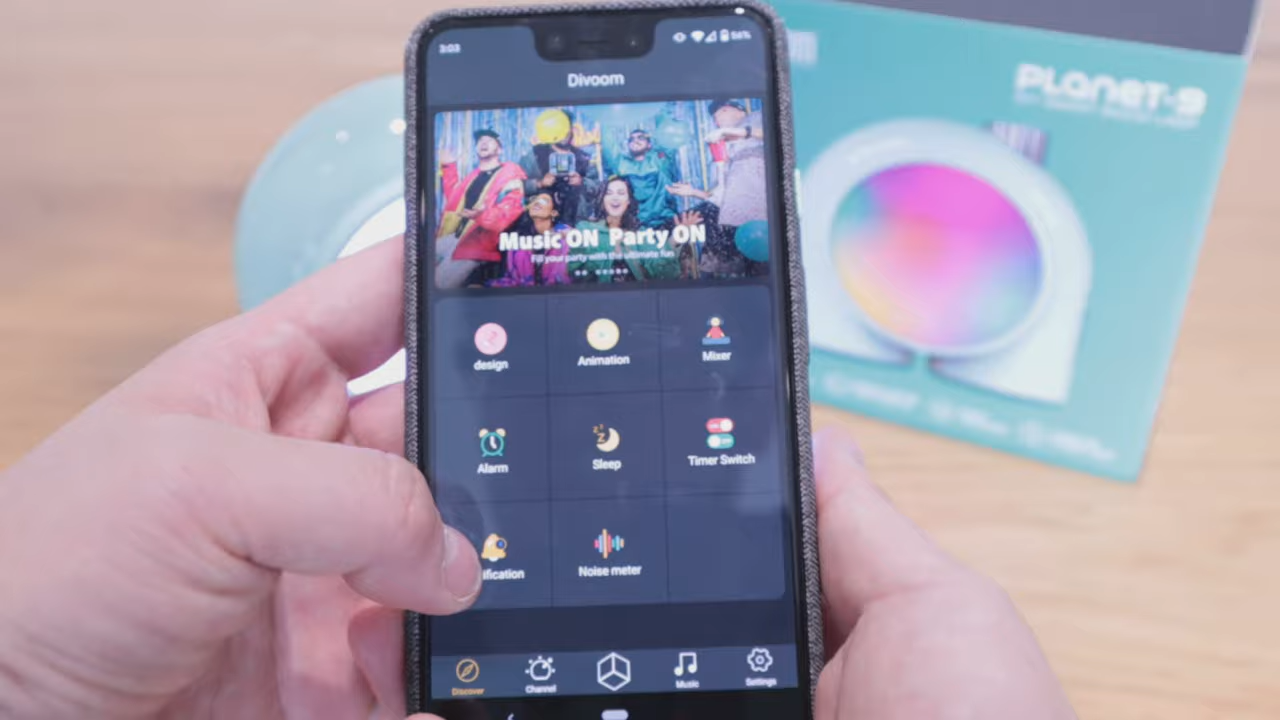 3:03
56%
Divoom
PLANET-9
Music ON Party ON
Fill your party with the ultimate fun
design
Animation
Mixer
Alarm
Sleep
Timer Switch
ification
Noise meter
Discover
Channel
Music
Settings